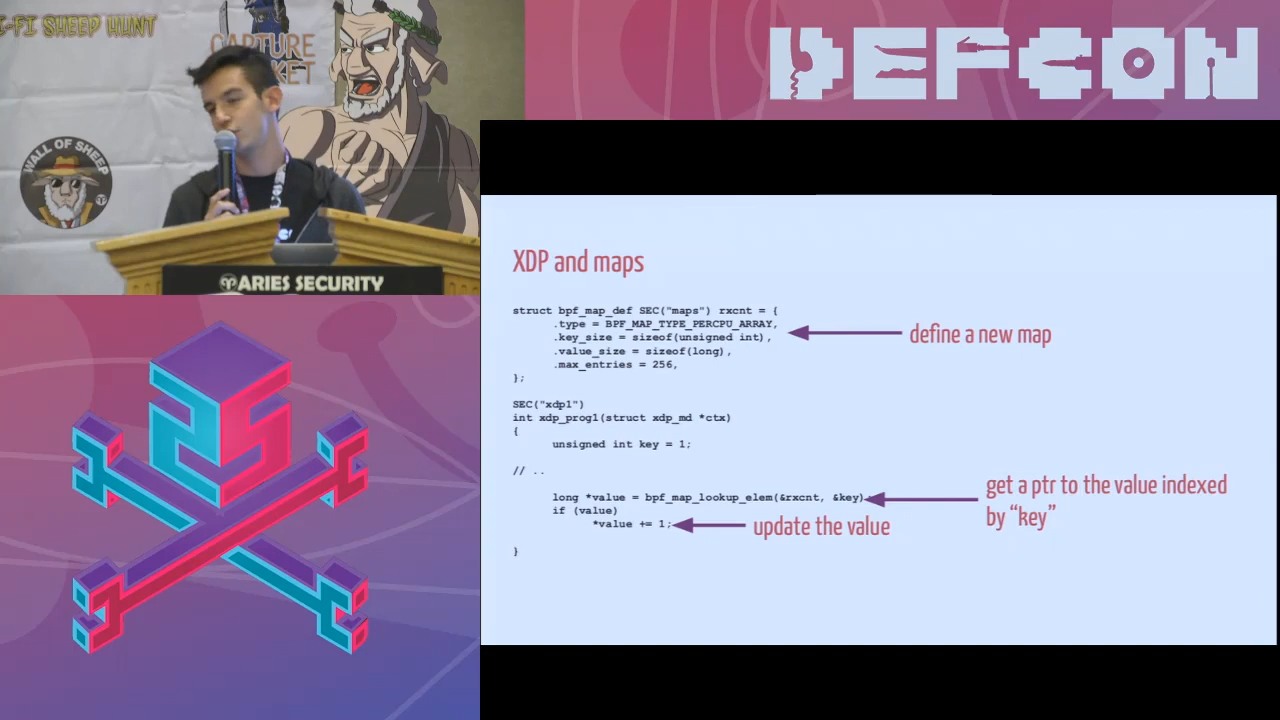 I-FI SHEEP HUNT
CAPTURE
KET
WALL OF SHEEP
ARIES SECURITY
DEFCON
XDP and maps
struct bpf_map_def SEC("maps") rxcnt = {
.type = BPF_MAP_TYPE_PERCPU_ARRAY,
.key_size = sizeof(unsigned int),
.value_size = sizeof(long),
.max_entries = 256,
};
define a new map
SEC("xdp1")
int xdp_prog1(struct xdp_md *ctx)
{
unsigned int key = 1;
// ..
long *value = bpf_map_lookup_elem(&rxcnt, &key)
if (value)
*value += 1;
}
get a ptr to the value indexed
by "key"
update the value
25